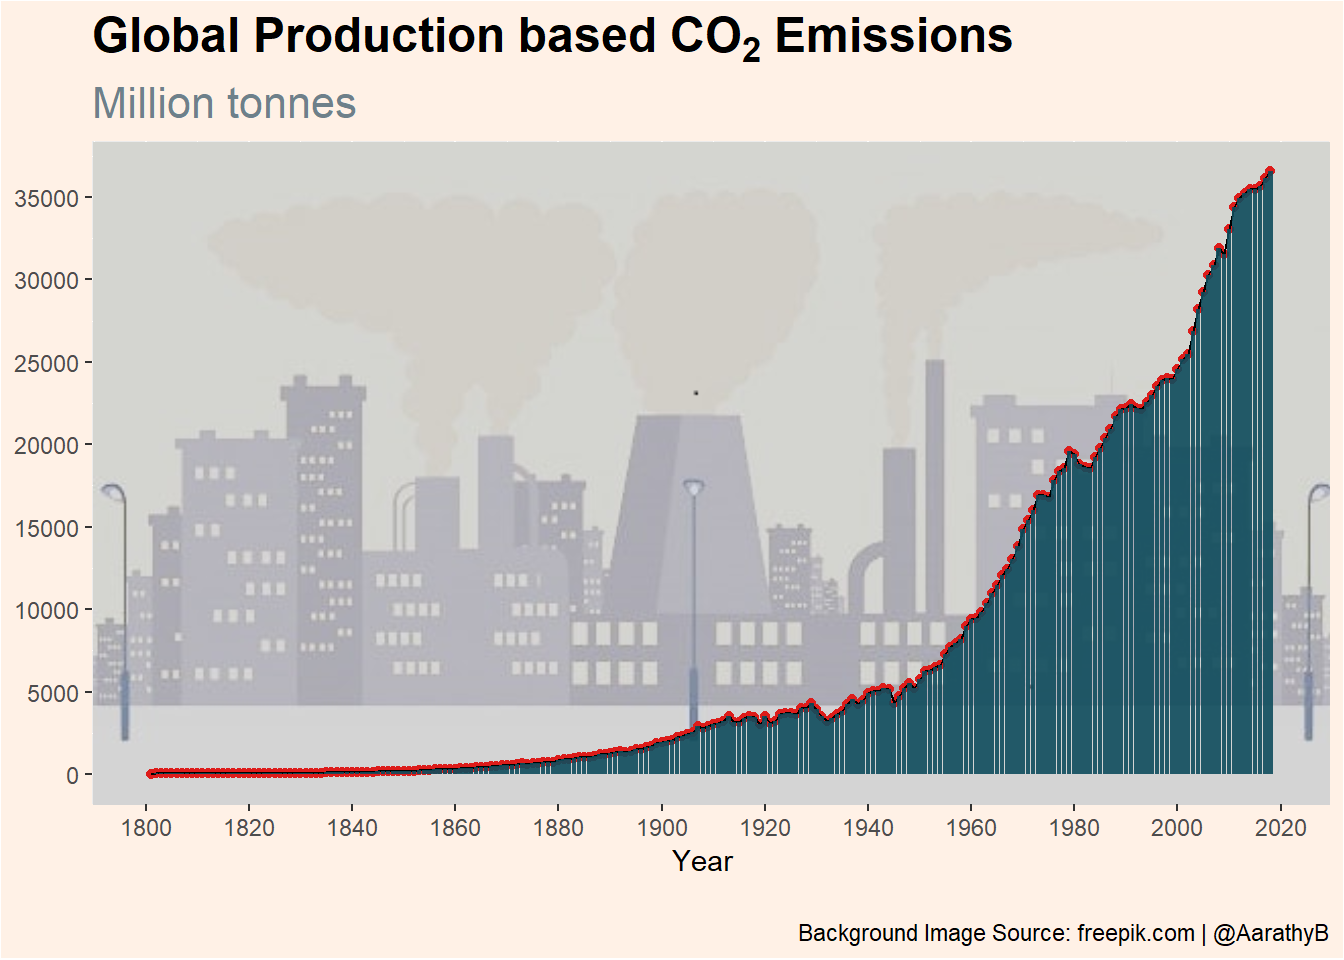 Global Production based CO₂ Emissions
Million tonnes
35000
30000
25000
20000
15000
10000
5000
0
1800 1820 1840 1860 1880 1900 1920 1940 1960 1980 2000 2020
Year
Background Image Source: freepik.com | @AarathyB